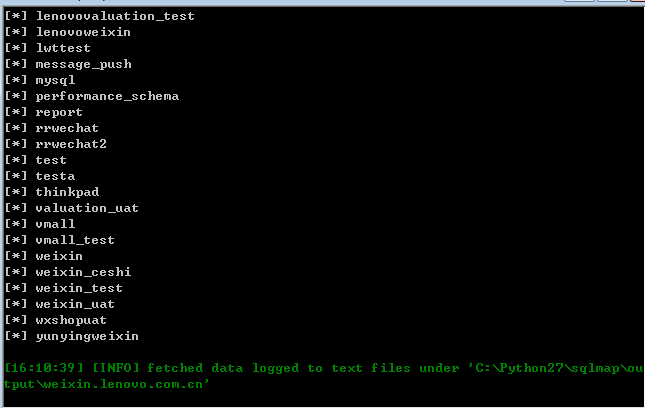 [*] lenovovaluation_test
[*] lenovoweixin
[*] lwttest
[*] message_push
[*] mysql
[*] performance_schema
[*] report
[*] rrwechat
[*] rrwechat2
[*] test
[*] testa
[*] thinkpad
[*] valuation_uat
[*] vmall
[*] vmall_test
[*] weixin
[*] weixin_ceshi
[*] weixin_test
[*] weixin_uat
[*] wxshopuat
[*] yunyingweixin
[16:10:39] [INFO] fetched data logged to text files under 'C:\Python27\sqlmap\ou
tput\weixin.lenovo.com.cn'